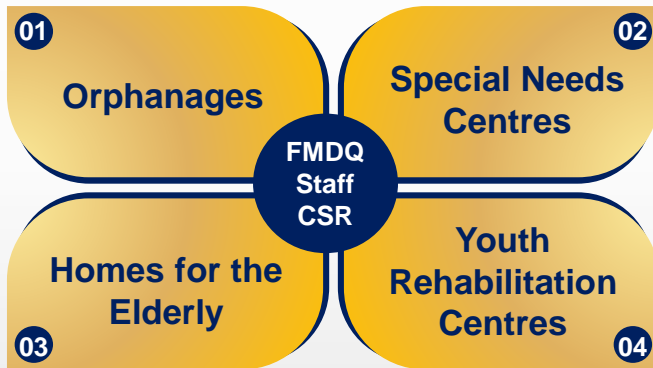 01
Orphanages
02
Special Needs
Centres
FMDQ
Staff
CSR
Homes for the
Elderly
03
Youth
Rehabilitation
Centres
04